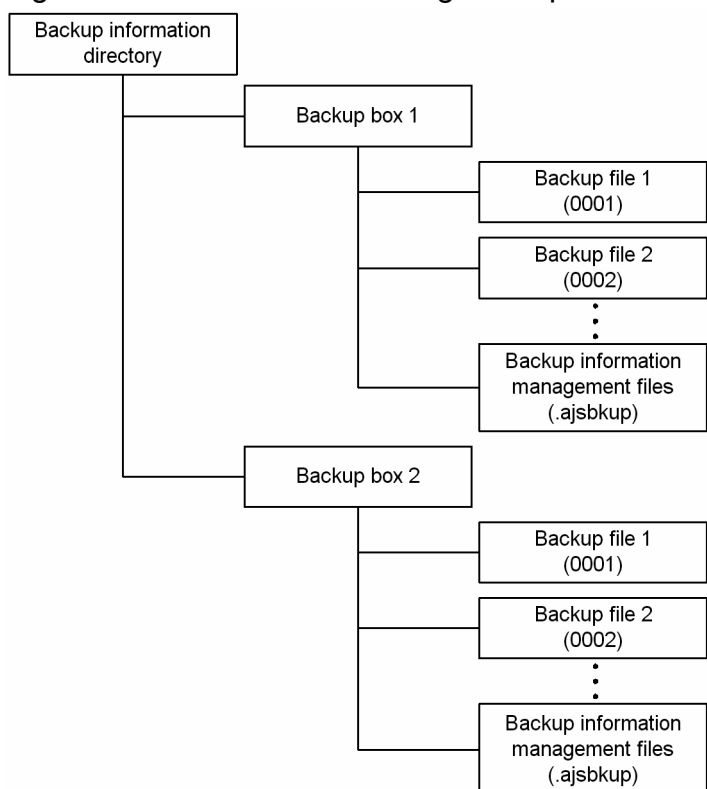 Backup information
directory
Backup box 1
Backup file 1
(0001)
Backup file 2
(0002)
Backup information
management files
(.ajsbkup)
Backup box 2
Backup file 1
(0001)
Backup file 2
(0002)
Backup information
management files
(.ajsbkup)